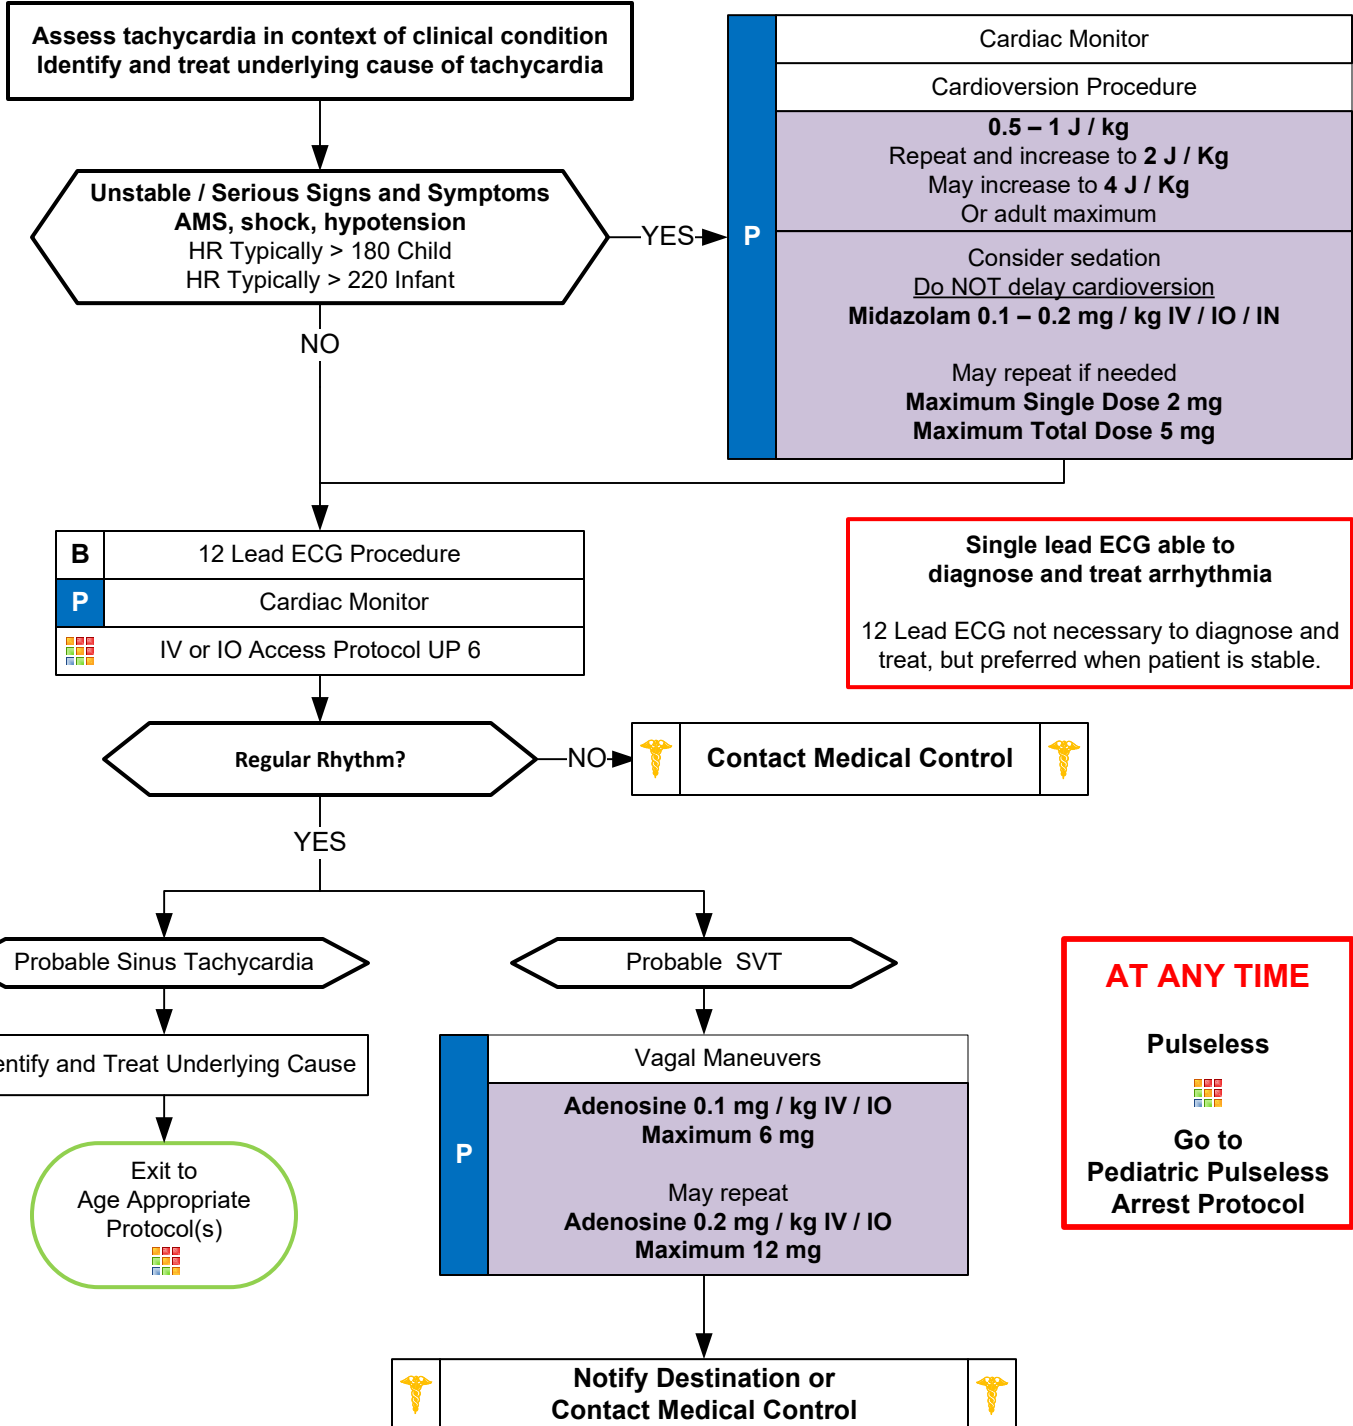 Assess tachycardia in context of clinical condition
Identify and treat underlying cause of tachycardia
Unstable / Serious Signs and Symptoms
AMS, shock, hypotension
HR Typically > 180 Child
HR Typically > 220 Infant
YES
NO
P
Cardiac Monitor
Cardioversion Procedure
0.5 – 1 J / kg
Repeat and increase to 2 J / Kg
May increase to 4 J / Kg
Or adult maximum
Consider sedation
Do NOT delay cardioversion
Midazolam 0.1 – 0.2 mg / kg IV / IO / IN
May repeat if needed
Maximum Single Dose 2 mg
Maximum Total Dose 5 mg
B
12 Lead ECG Procedure
P
Cardiac Monitor
IV or IO Access Protocol UP 6
Single lead ECG able to
diagnose and treat arrhythmia
12 Lead ECG not necessary to diagnose and
treat, but preferred when patient is stable.
Regular Rhythm?
NO
Contact Medical Control
YES
Probable Sinus Tachycardia
entify and Treat Underlying Cause
Exit to
Age Appropriate
Protocol(s)
Probable SVT
P
Vagal Maneuvers
Adenosine 0.1 mg / kg IV / IO
Maximum 6 mg
May repeat
Adenosine 0.2 mg / kg IV / IO
Maximum 12 mg
AT ANY TIME
Pulseless
Go to
Pediatric Pulseless
Arrest Protocol
Notify Destination or
Contact Medical Control